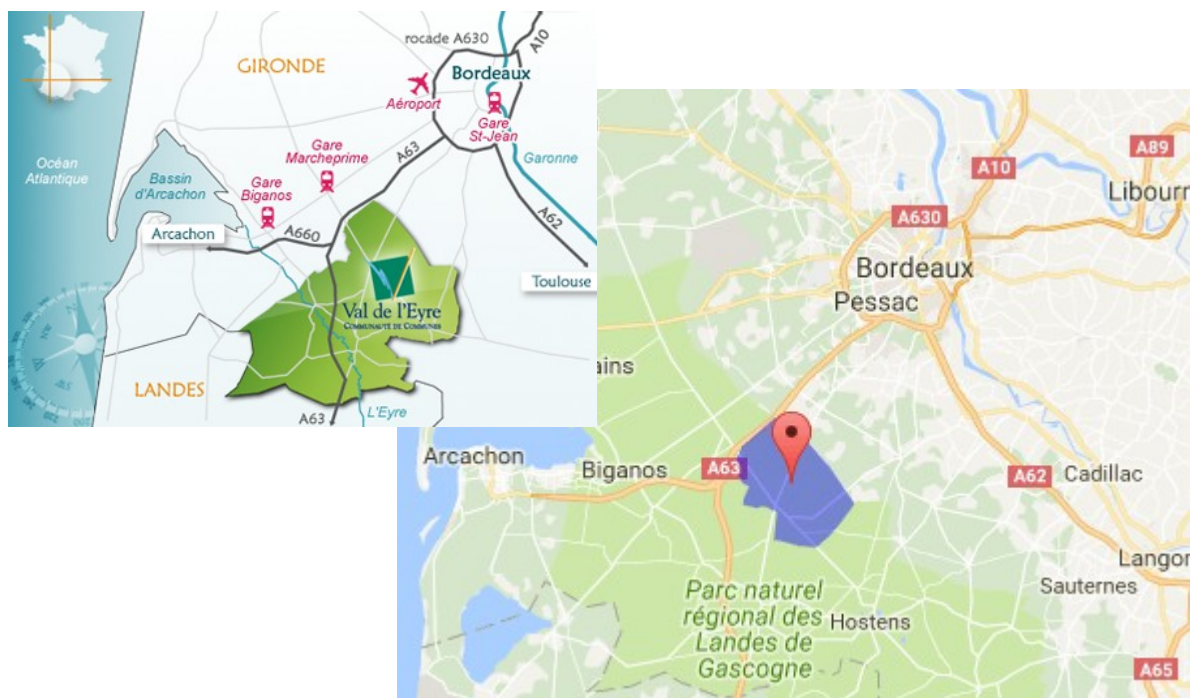 rocade A630
A10
GIRONDE
Bordeaux
Aéroport
Gare
St-Jean
Gare
Marcheprime
A63
Garonne
Océan
Atlantique
Bassin
d'Arcachon
Gare
Biganos
A62
Arcachon
A660
Toulouse
Val de l'Eyre
Communauté de Communes
LANDES
A63
L'Eyre
A10
A89
Libourn
A630
Bordeaux
Pessac
ains
Arcachon
Biganos
A63
A62
Cadillac
Langon
Sauternes
Parc naturel
régional des
Landes de
Gascogne
Hostens
A65